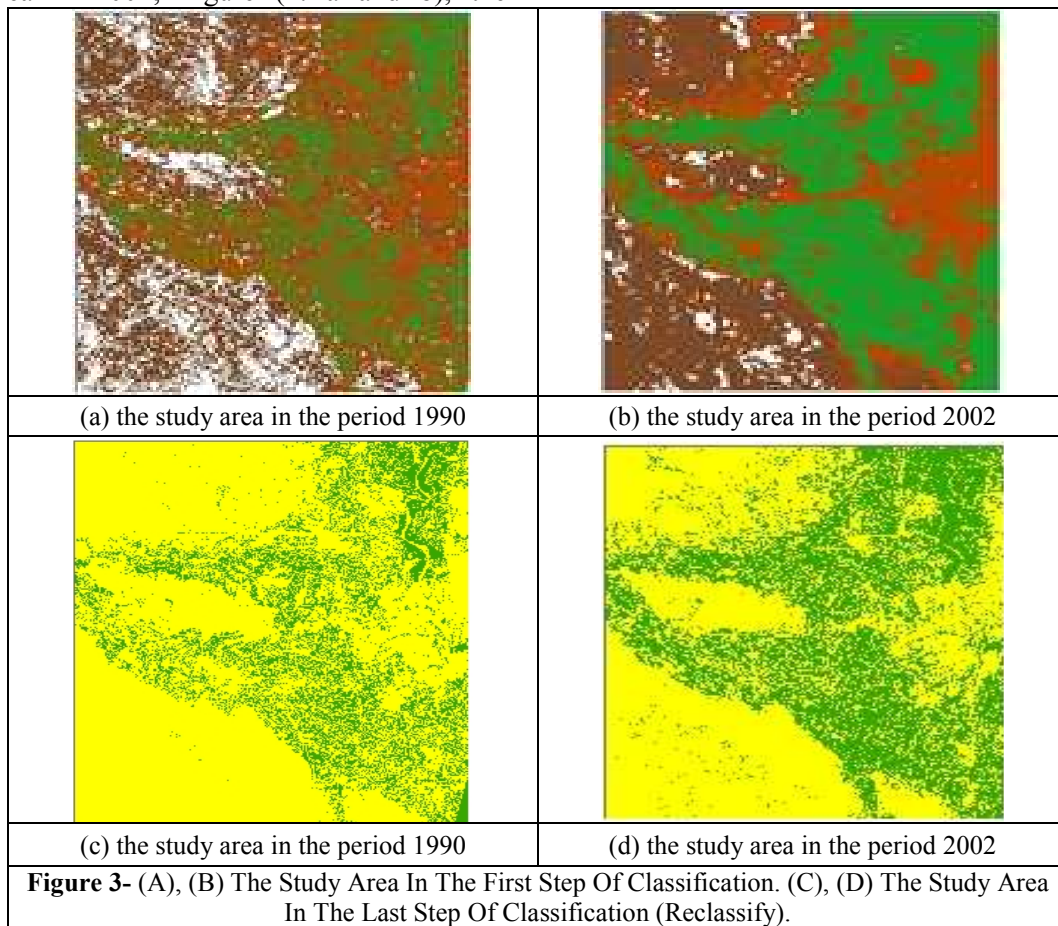 (a) the study area in the period 1990
(b) the study area in the period 2002
(c) the study area in the period 1990
(d) the study area in the period 2002
Figure 3- (A), (B) The Study Area In The First Step Of Classification. (C), (D) The Study Area
In The Last Step Of Classification (Reclassify).